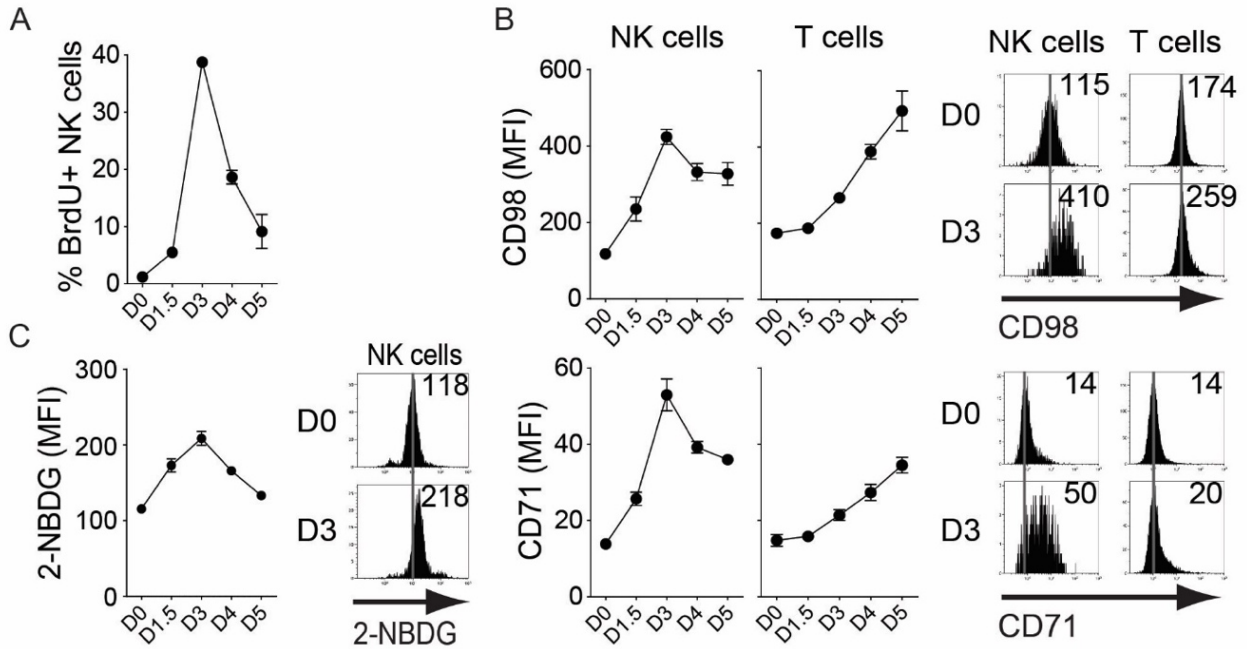 A
% BrdU+ NK cells
40
30
20
10
0
D0 D1.5 D3 D4 D5
B
NK cells T cells
CD98 (MFI)
600
400
200
0
D0 D1.5 D3 D4 D5 D0 D1.5 D3 D4 D5
NK cells T cells
D0 115 174
D3 410 259
CD98
C
2-NBDG (MFI)
300
200
100
0
D0 D1.5 D3 D4 D5
NK cells
D0 118
D3 218
2-NBDG
CD71 (MFI)
60
40
20
0
D0 D1.5 D3 D4 D5 D0 D1.5 D3 D4 D5
D0 14 14
D3 50 20
CD71